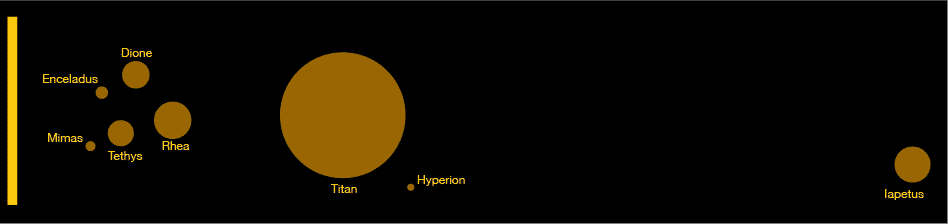 Dione
Enceladus
Mimas
Tethys
Rhea
Titan
Hyperion
Iapetus